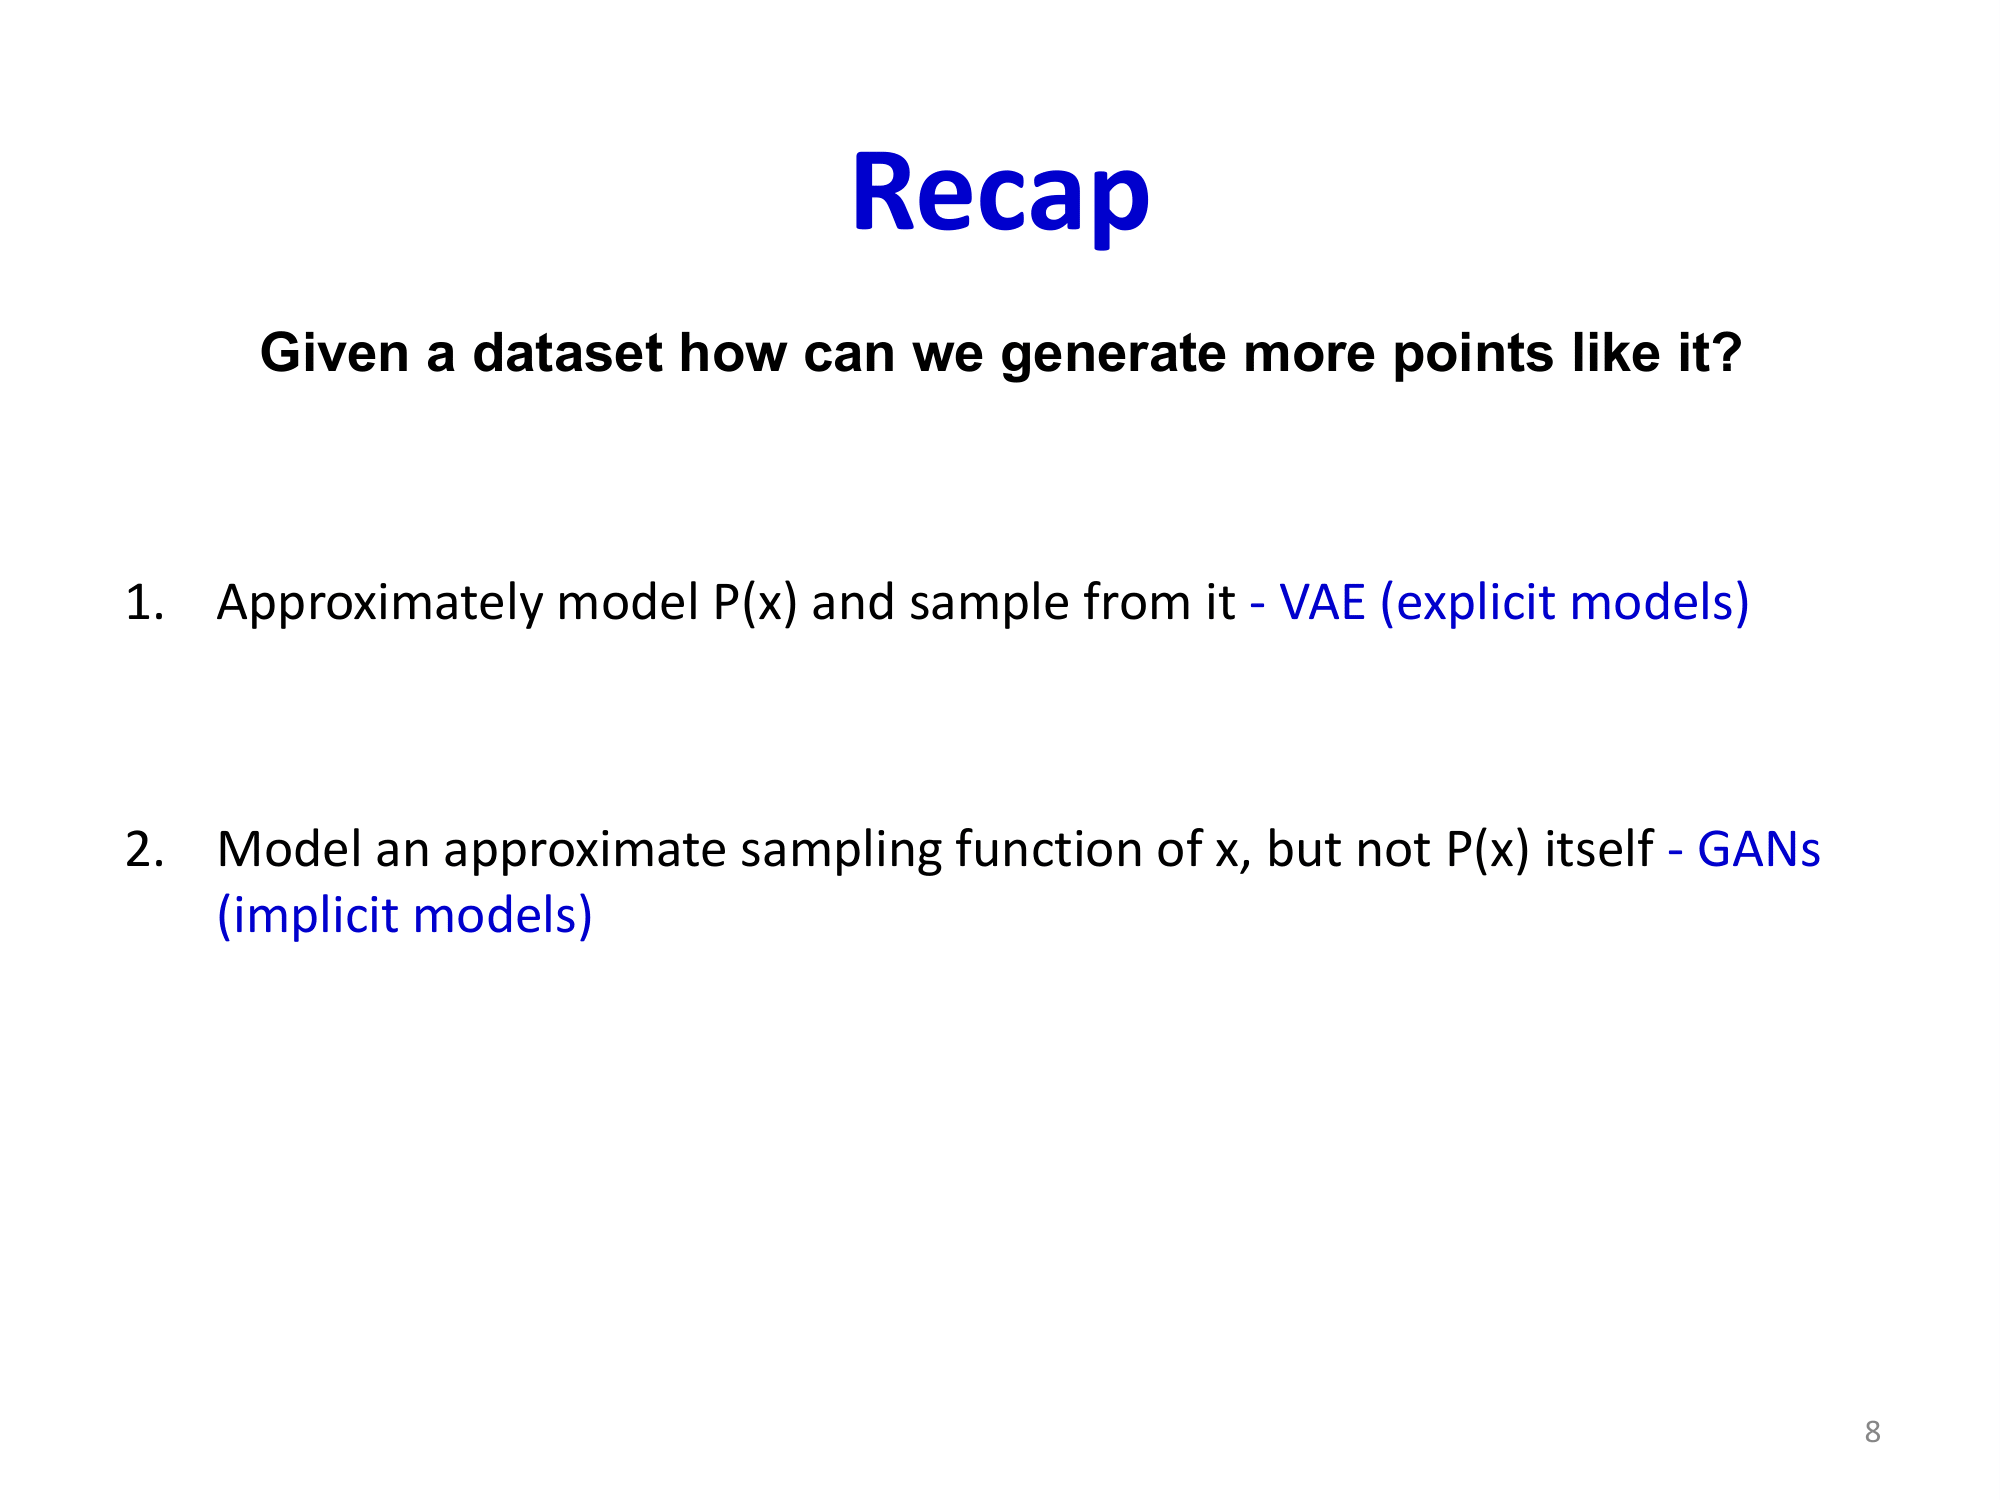 Recap
Given a dataset how can we generate more points like it?
1. Approximately model P(x) and sample from it - VAE (explicit models)
2. Model an approximate sampling function of x, but not P(x) itself - GANs
(implicit models)
8